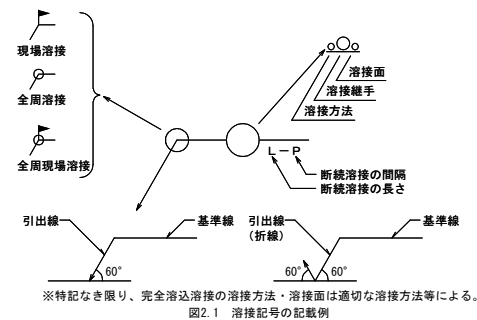 現場溶接
全周溶接
全周現場溶接
溶接面
溶接継手
溶接方法
L－P
断続溶接の間隔
断続溶接の長さ
引出線
基準線
60°
引出線
(折線)
基準線
60°
60°
※特記なき限り、完全溶込溶接の溶接方法・溶接面は適切な溶接方法等による。
図2.1 溶接記号の記載例